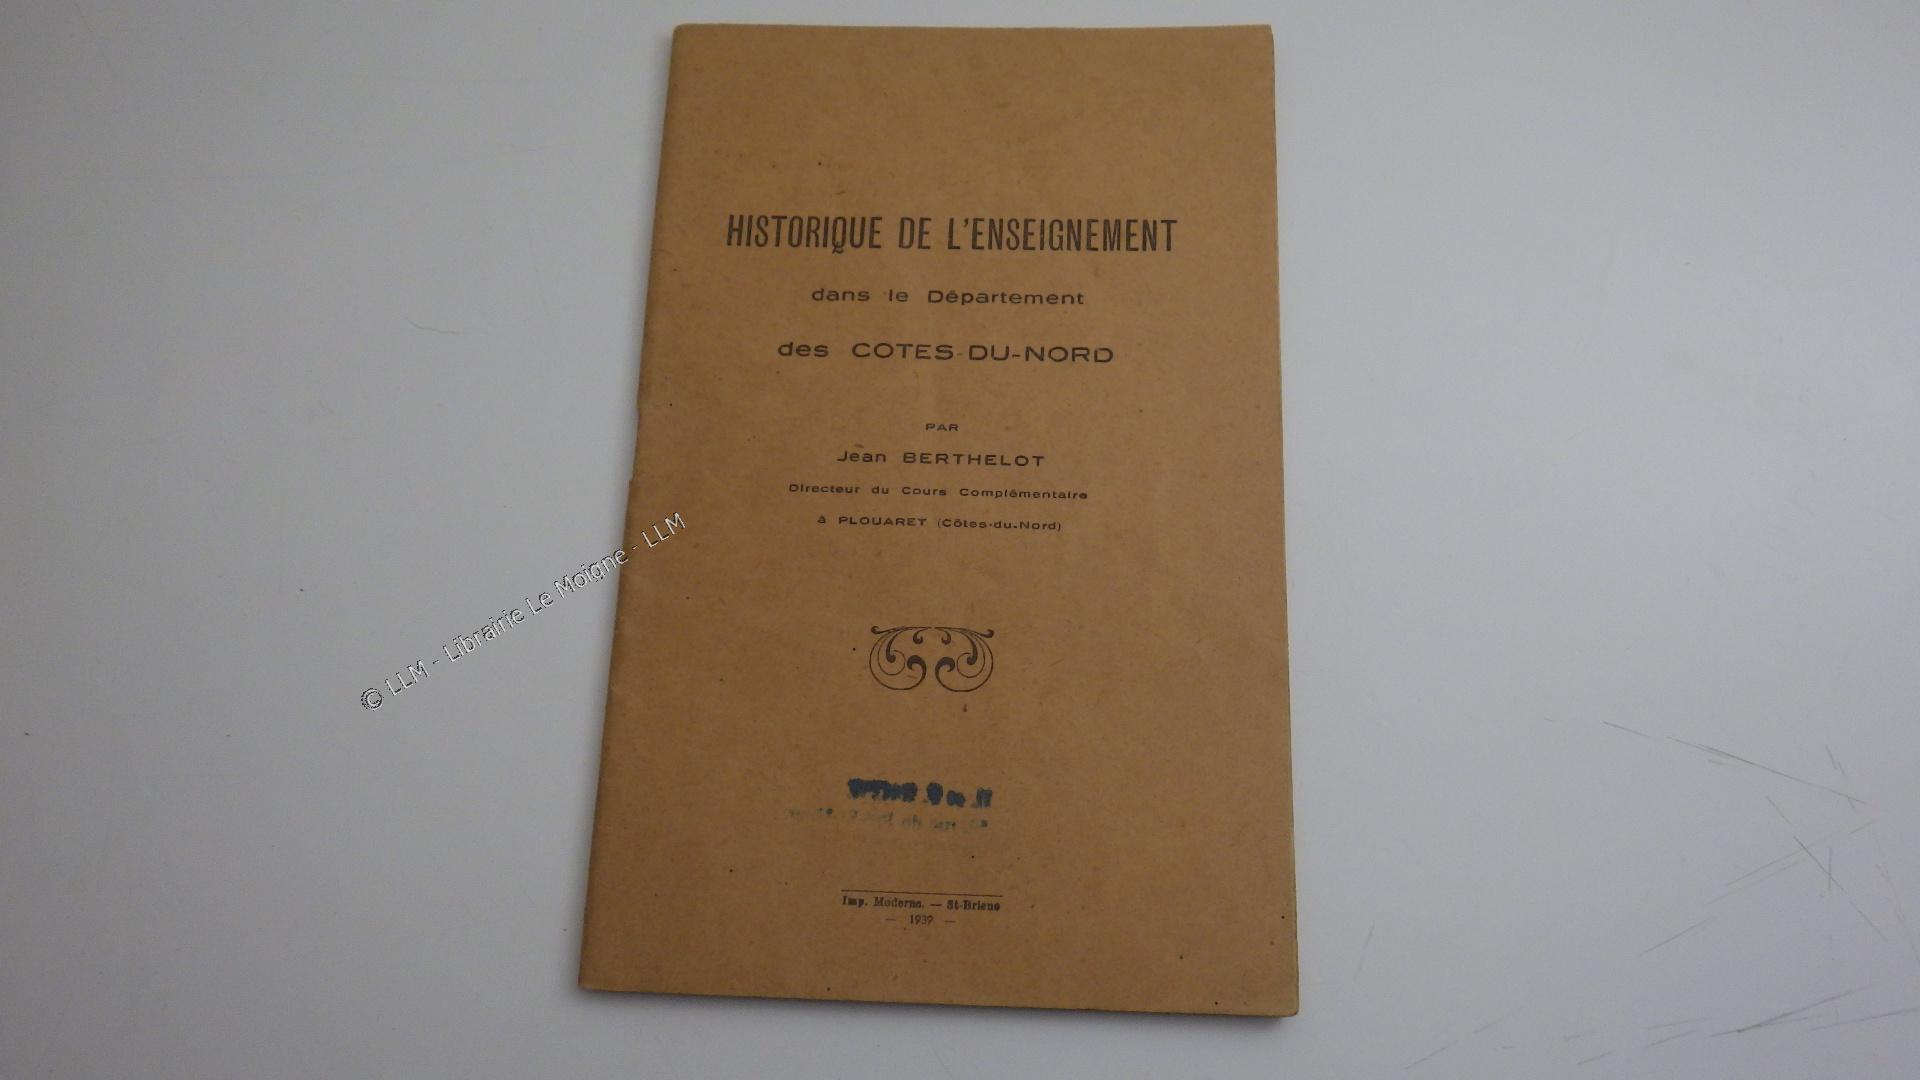 HISTORIQUE DE L'ENSEIGNEMENT
dans le Département
des COTES-DU-NORD
PAR
Jean BERTHELOT
Directeur du Cours Complémentaire
à PLOUARET (Côtes-du-Nord)
© LLM - Librairie Le Moigne - LLM
Imp. Moderne. — St-Brieuc
— 1939 —